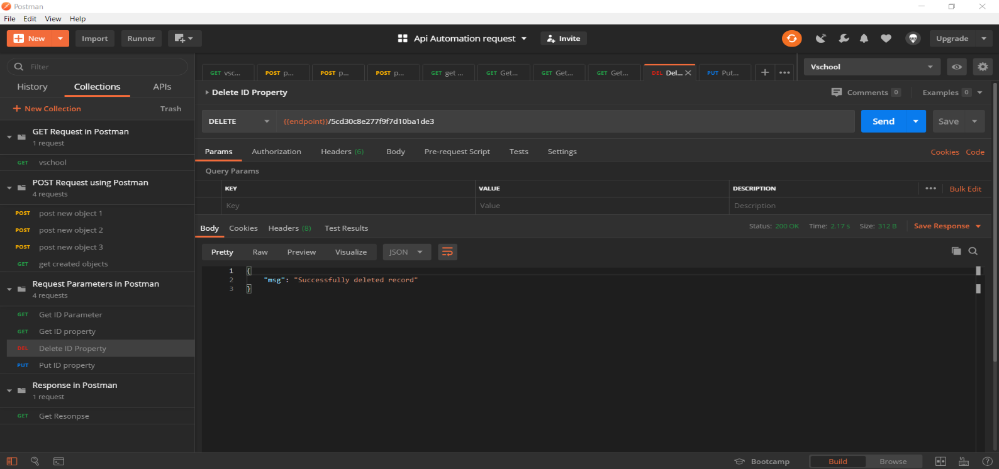 Postman
File Edit View Help
New Import Runner Api Automation request Invite Upgrade
Filter
History Collections APIs
New Collection Trash
GET Request in Postman
1 request
GET vschool
POST Request using Postman
4 requests
POST post new object 1
POST post new object 2
POST post new object 3
GET get created objects
Request Parameters in Postman
4 requests
GET Get ID Parameter
GET Get ID property
DEL Delete ID Property
PUT Put ID property
Response in Postman
1 request
GET Get Resonpse
GET vsc... POST p... POST p... POST p... GET get ... GET Get... GET Get... GET Get... DEL Del... PUT Put... Vschool
Delete ID Property Comments 0 Examples 0
DELETE {{endpoint}}/5cd30c8e277f9f7d10ba1de3 Send Save
Params Authorization Headers (6) Body Pre-request Script Tests Settings Cookies Code
Query Params
KEY VALUE DESCRIPTION Bulk Edit
Key Value Description
Body Cookies Headers (8) Test Results Status: 200 OK Time: 2.17 s Size: 312 B Save Response
Pretty Raw Preview Visualize JSON
1 {
2 "msg": "Successfully deleted record"
3 }
Bootcamp Build Browse